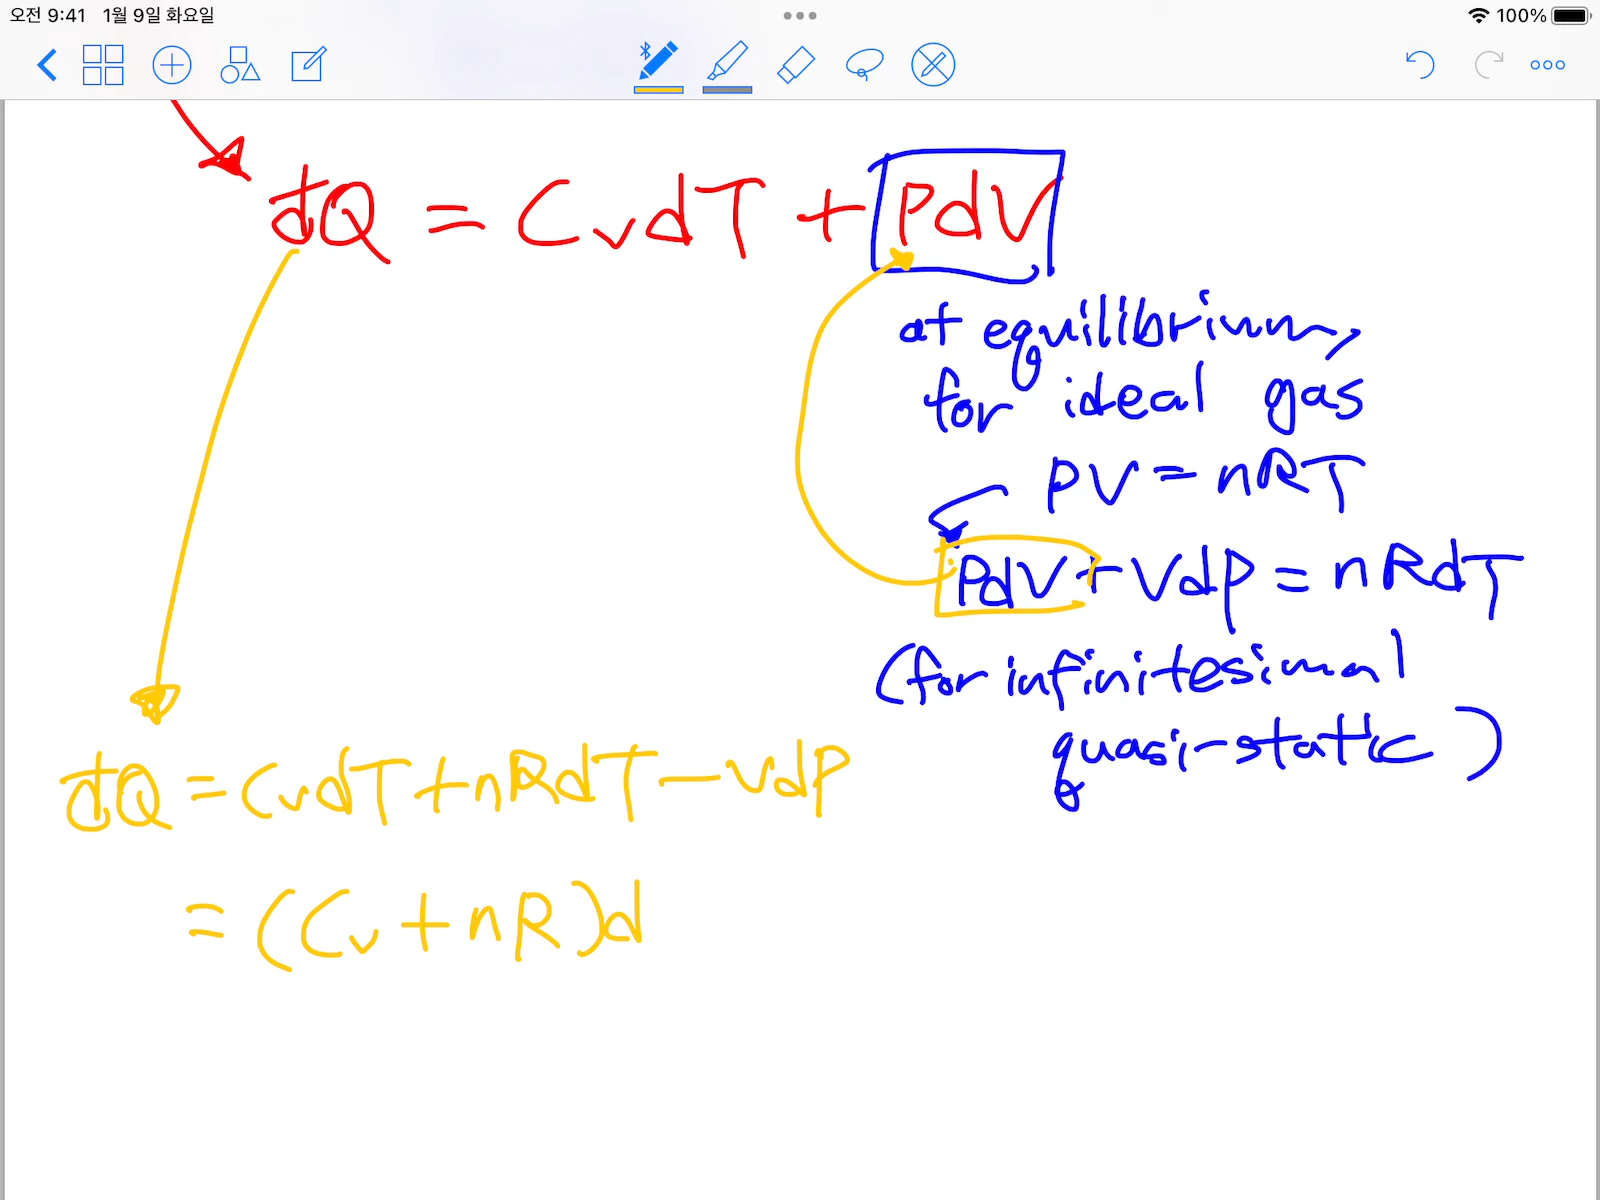 오전 9:41 1월 9일 화요일
100%
đQ = CvdT + PdV
at equilibrium,
for ideal gas
PV = nRT
PdV + VdP = nRdT
(for infinitesimal
quasi-static)
đQ = CvdT + nRdT - VdP
= (Cv + nR)d